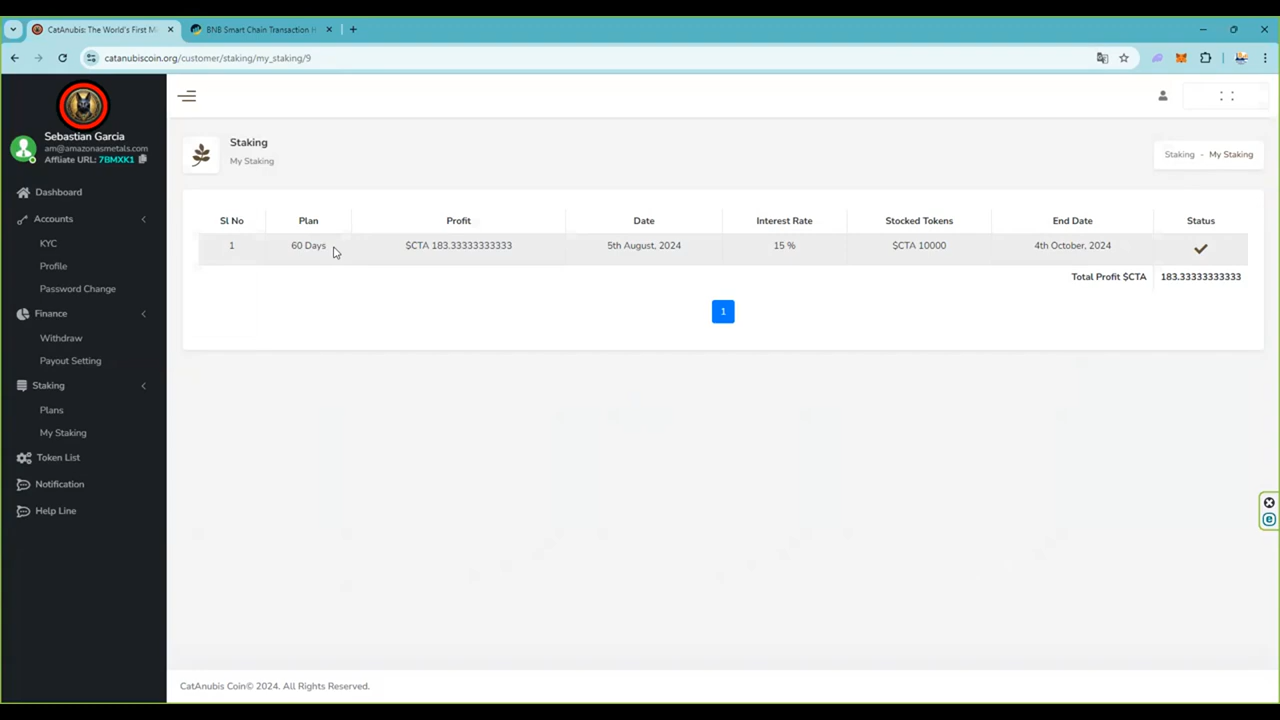 CatAnubis: The World's First M
BNB Smart Chain Transaction H
catanubiscoin.org/customer/staking/my_staking/9
Sebastian Garcia
am@amazonasmetals.com
Affliate URL: 7BMXK1
Dashboard
Accounts
KYC
Profile
Password Change
Finance
Withdraw
Payout Setting
Staking
Plans
My Staking
Token List
Notification
Help Line
Staking
My Staking
Staking - My Staking
Sl No Plan Profit Date Interest Rate Stocked Tokens End Date Status
1 60 Days $CTA 183.33333333333 5th August, 2024 15 % $CTA 10000 4th October, 2024
Total Profit $CTA 183.33333333333
1
CatAnubis Coin© 2024. All Rights Reserved.